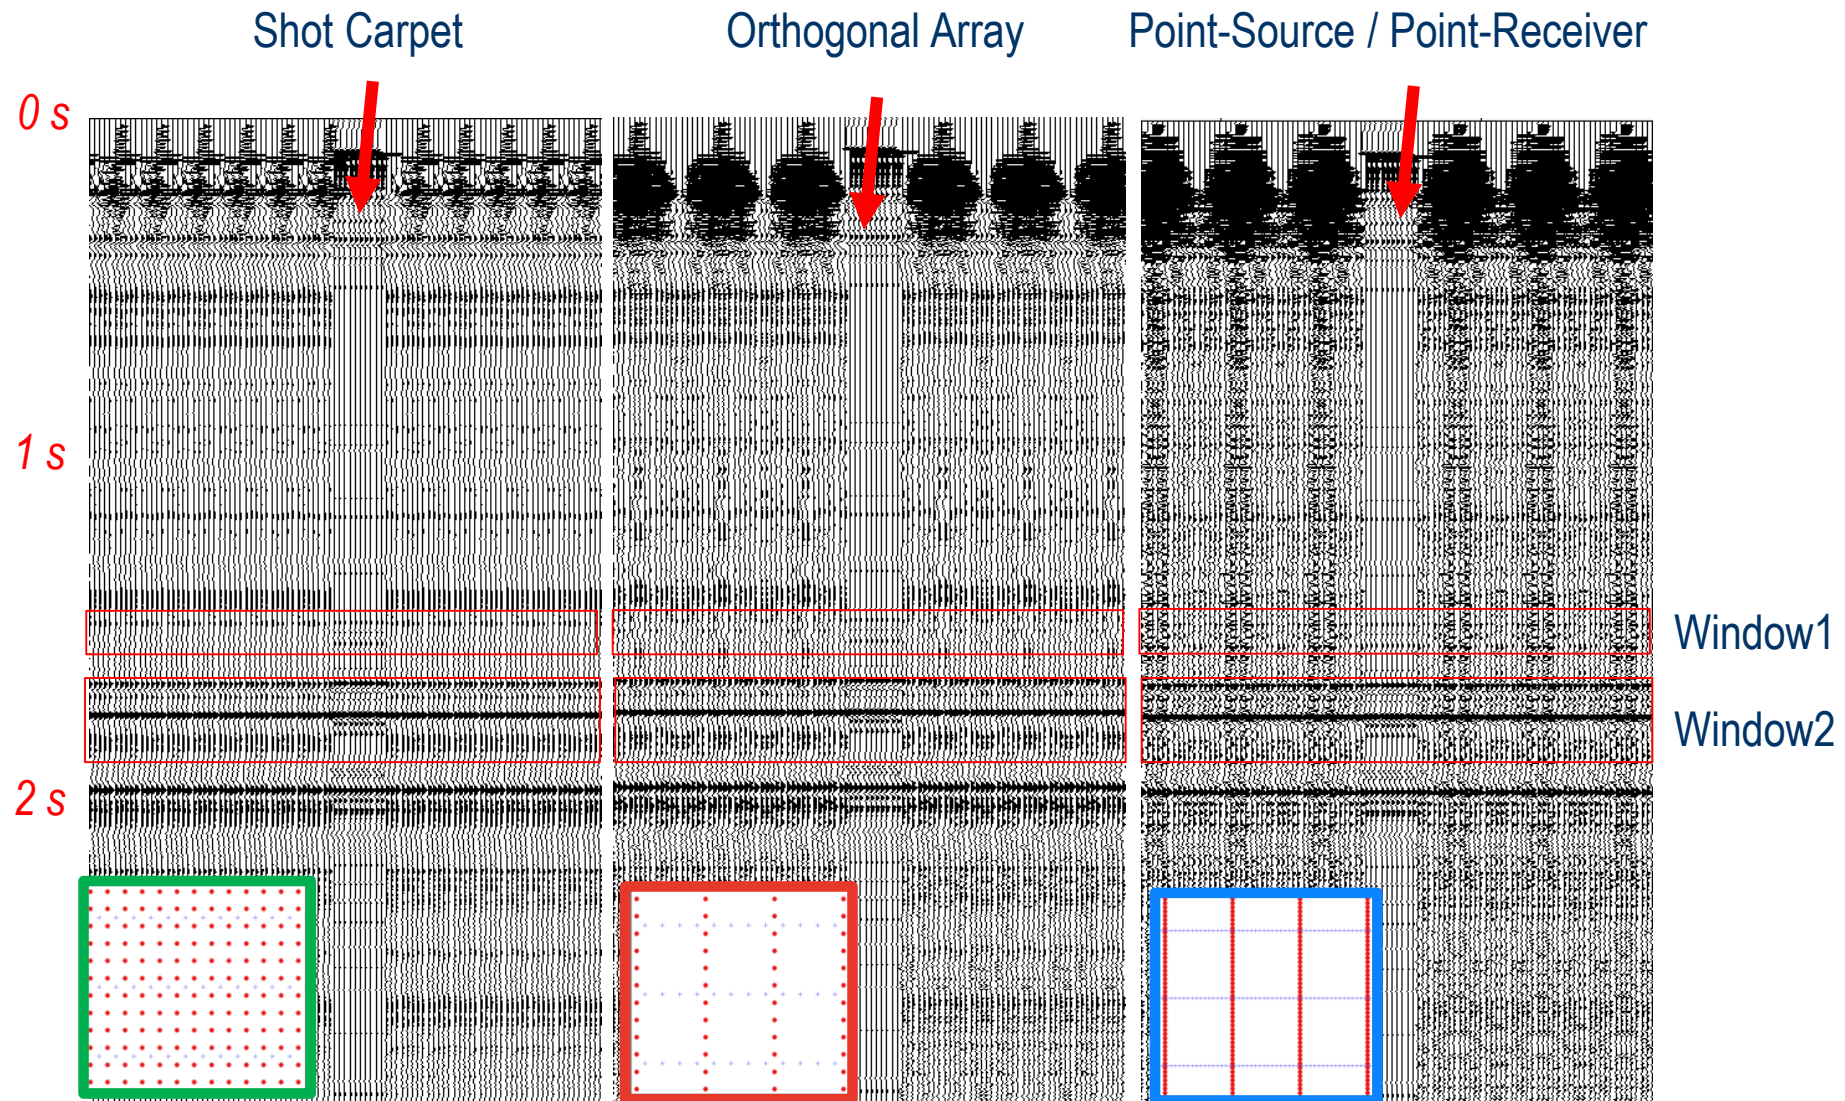 Shot Carpet
Orthogonal Array
Point-Source / Point-Receiver
0 s
1 s
Window1
Window2
2 s